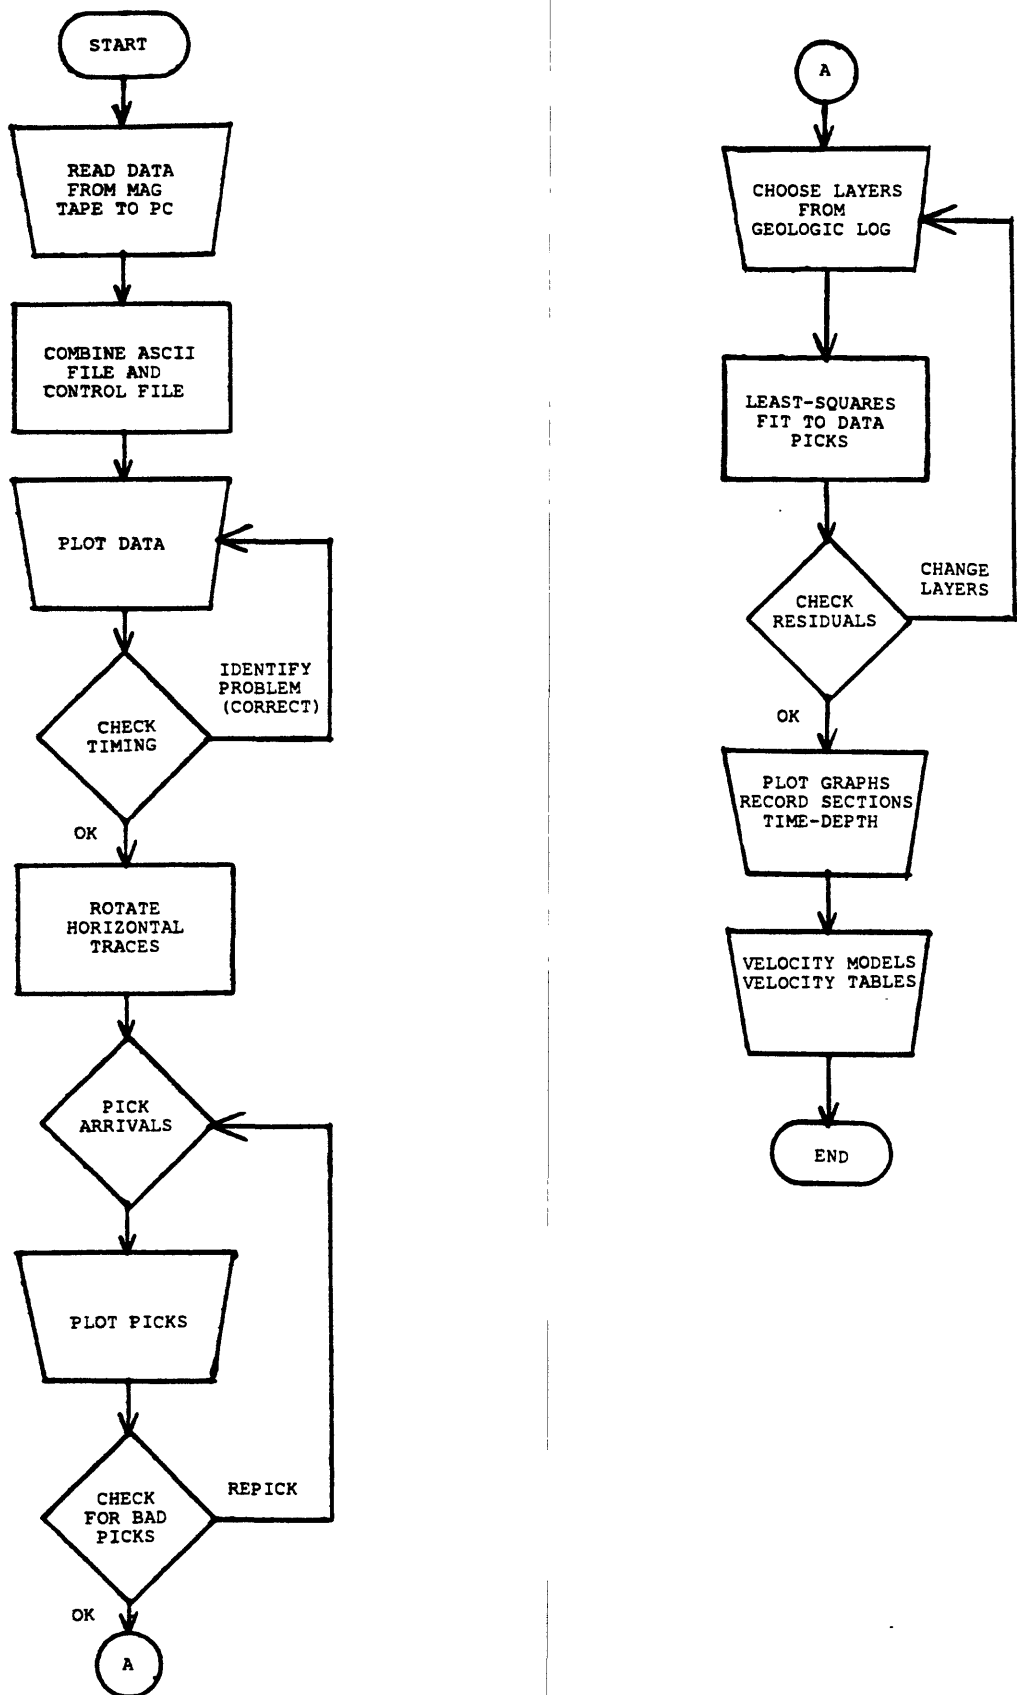 START
READ DATA
FROM MAG
TAPE TO PC
COMBINE ASCII
FILE AND
CONTROL FILE
PLOT DATA
IDENTIFY
PROBLEM
(CORRECT)
CHECK
TIMING
OK
ROTATE
HORIZONTAL
TRACES
PICK
ARRIVALS
PLOT PICKS
REPICK
CHECK
FOR BAD
PICKS
OK
A
A
CHOOSE LAYERS
FROM
GEOLOGIC LOG
LEAST-SQUARES
FIT TO DATA
PICKS
CHANGE
LAYERS
CHECK
RESIDUALS
OK
PLOT GRAPHS
RECORD SECTIONS
TIME-DEPTH
VELOCITY MODELS
VELOCITY TABLES
END